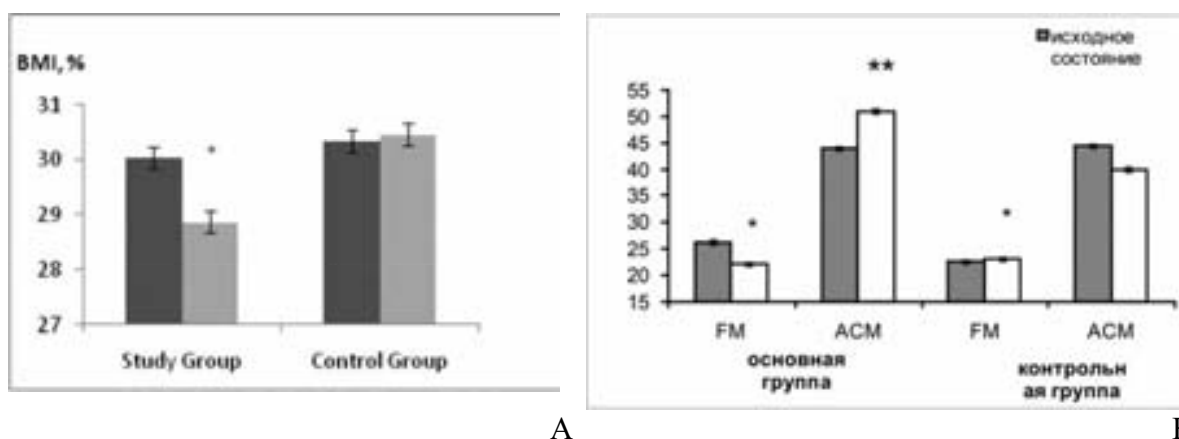 BMI, %
31
30
29
28
27
*
Study Group
Control Group
A
исходное
состояние
**
55
50
45
40
35
30
25
20
15
*
*
FM
ACM
FM
ACM
основная
группа
контрольн
ая группа